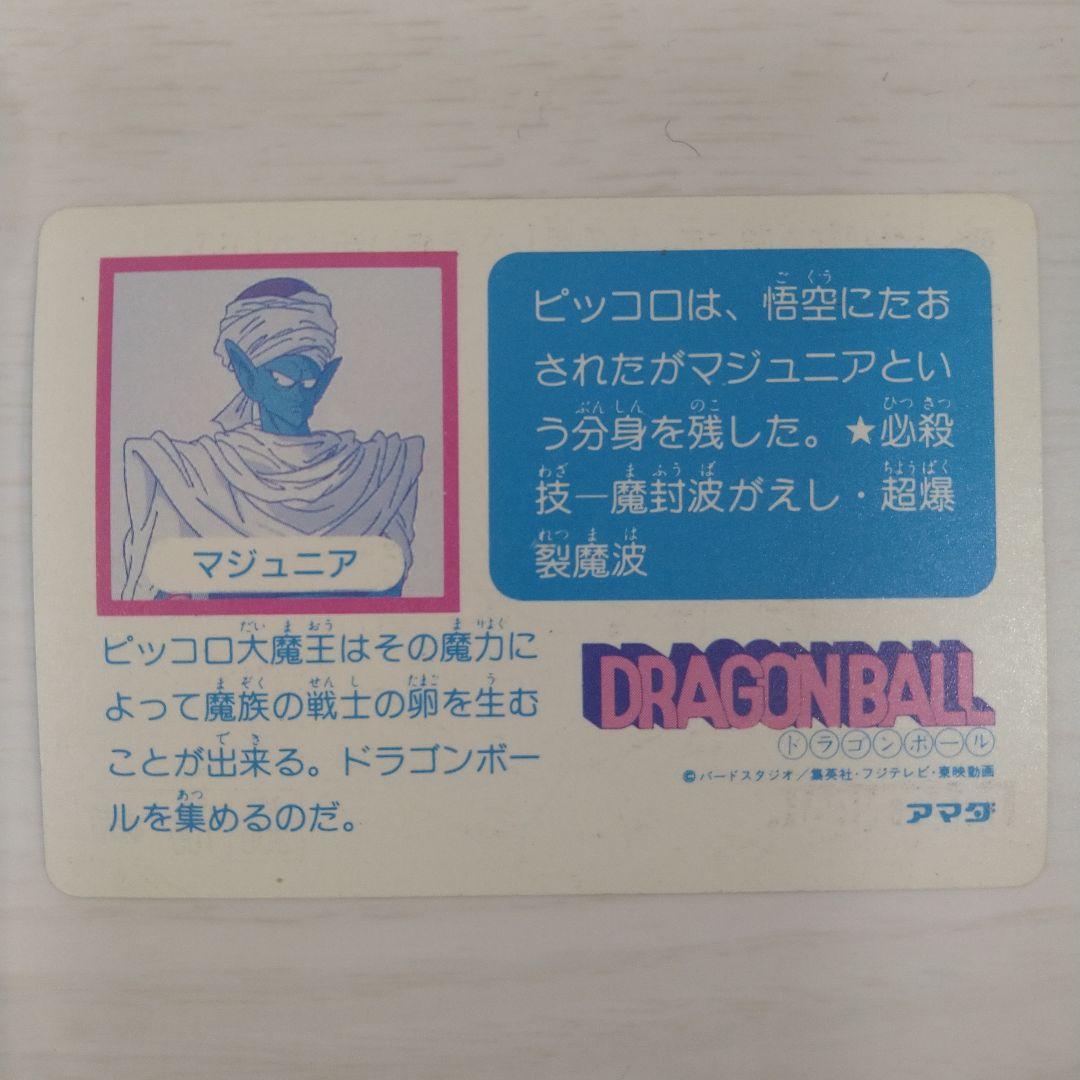 マジュニア
ピッコロは、悟空にたお
されたがマジュニアとい
う分身を残した。★必殺
技―魔封波がえし・超爆
裂魔波
ピッコロ大魔王はその魔力に
よって魔族の戦士の卵を生む
ことが出来る。ドラゴンボー
ルを集めるのだ。
DRAGON BALL
ドラゴンボール
©バードスタジオ／集英社・フジテレビ・東映動画
アマダ